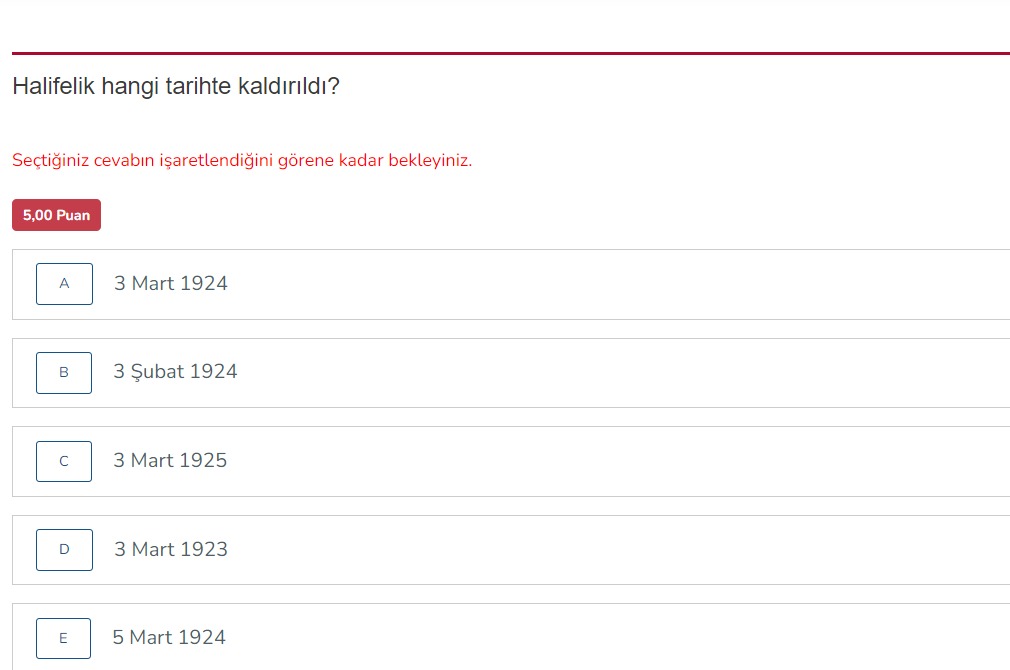 Halifelik hangi tarihte kaldırıldı?
Seçtiğiniz cevabın işaretlendiğini görene kadar bekleyiniz.
5,00 Puan
A 3 Mart 1924
B 3 Şubat 1924
C 3 Mart 1925
D 3 Mart 1923
E 5 Mart 1924